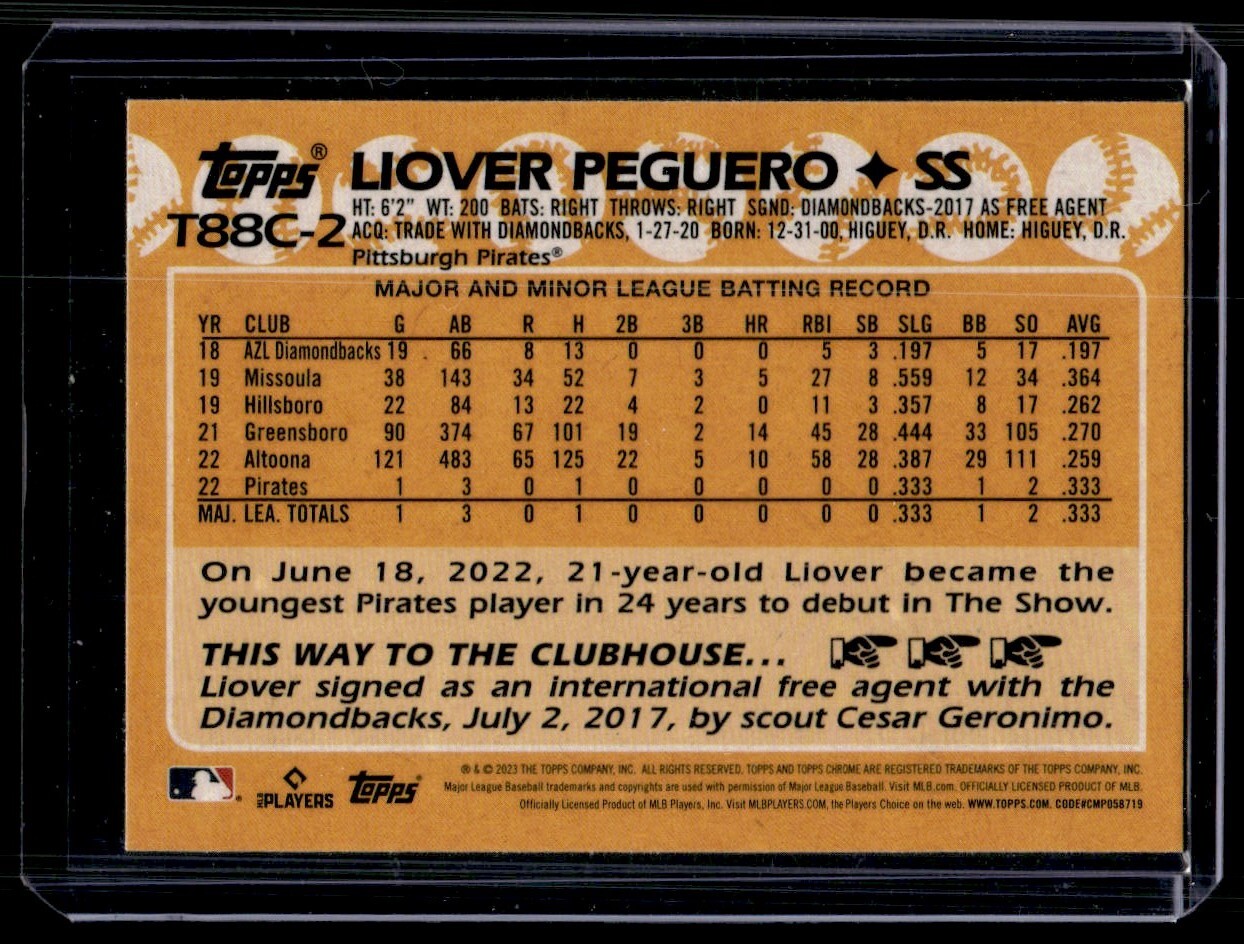 Topps® LIOVER PEGUERO ✦ SS
T88C-2 HT: 6'2" WT: 200 BATS: RIGHT THROWS: RIGHT SGND: DIAMONDBACKS-2017 AS FREE AGENT
ACQ: TRADE WITH DIAMONDBACKS, 1-27-20 BORN: 12-31-00, HIGUEY, D.R. HOME: HIGUEY, D.R.
Pittsburgh Pirates®
MAJOR AND MINOR LEAGUE BATTING RECORD
YR CLUB G AB R H 2B 3B HR RBI SB SLG BB SO AVG
18 AZL Diamondbacks 19 66 8 13 0 0 0 5 3 .197 5 17 .197
19 Missoula 38 143 34 52 7 3 5 27 8 .559 12 34 .364
19 Hillsboro 22 84 13 22 4 2 0 11 3 .357 8 17 .262
21 Greensboro 90 374 67 101 19 2 14 45 28 .444 33 105 .270
22 Altoona 121 483 65 125 22 5 10 58 28 .387 29 111 .259
22 Pirates 1 3 0 1 0 0 0 0 0 .333 1 2 .333
MAJ. LEA. TOTALS 1 3 0 1 0 0 0 0 0 .333 1 2 .333
On June 18, 2022, 21-year-old Liover became the
youngest Pirates player in 24 years to debut in The Show.
THIS WAY TO THE CLUBHOUSE...
Liover signed as an international free agent with the
Diamondbacks, July 2, 2017, by scout Cesar Geronimo.
MLB PLAYERS Topps®
® & © 2023 THE TOPPS COMPANY, INC. ALL RIGHTS RESERVED. TOPPS AND TOPPS CHROME ARE REGISTERED TRADEMARKS OF THE TOPPS COMPANY, INC.
Major League Baseball trademarks and copyrights are used with permission of Major League Baseball. Visit MLB.com. OFFICIALLY LICENSED PRODUCT OF MLB.
Officially Licensed Product of MLB Players, Inc. Visit MLBPLAYERS.COM, the Players Choice on the web. WWW.TOPPS.COM. CODE#CMP058719